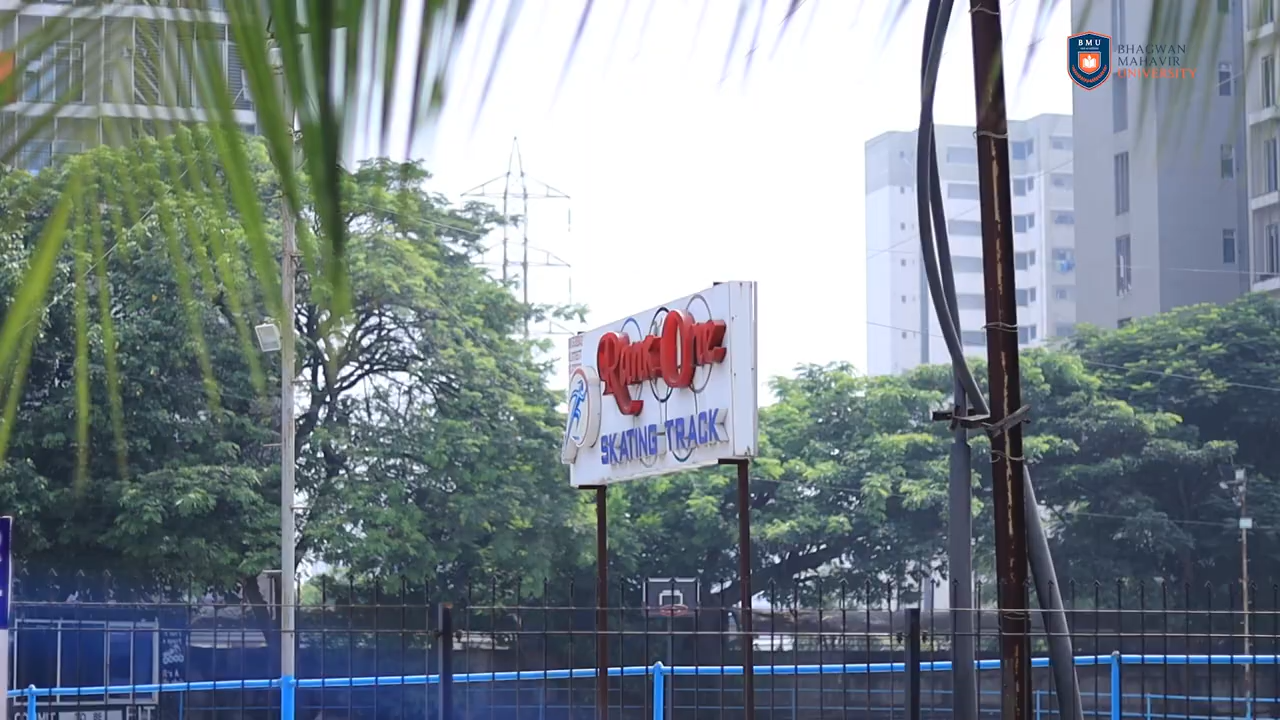 BMU
BHAGWAN
MAHAVIR
UNIVERSITY
Rank One
SKATING TRACK